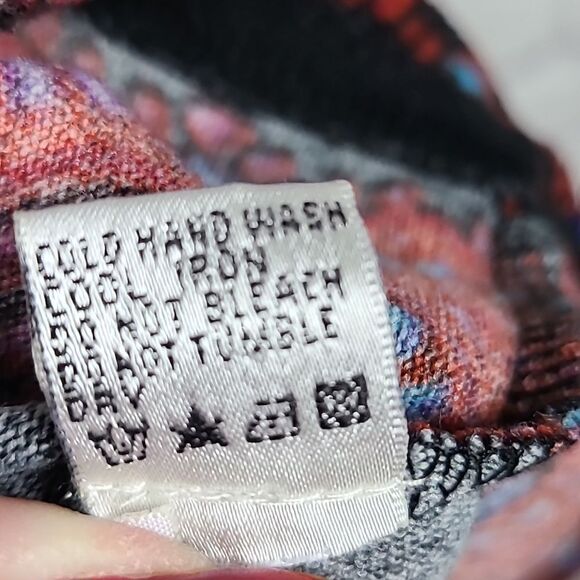 COLD HAND WASH
COOL IRON
DO NOT BLEACH
DO NOT TUMBLE
DRY